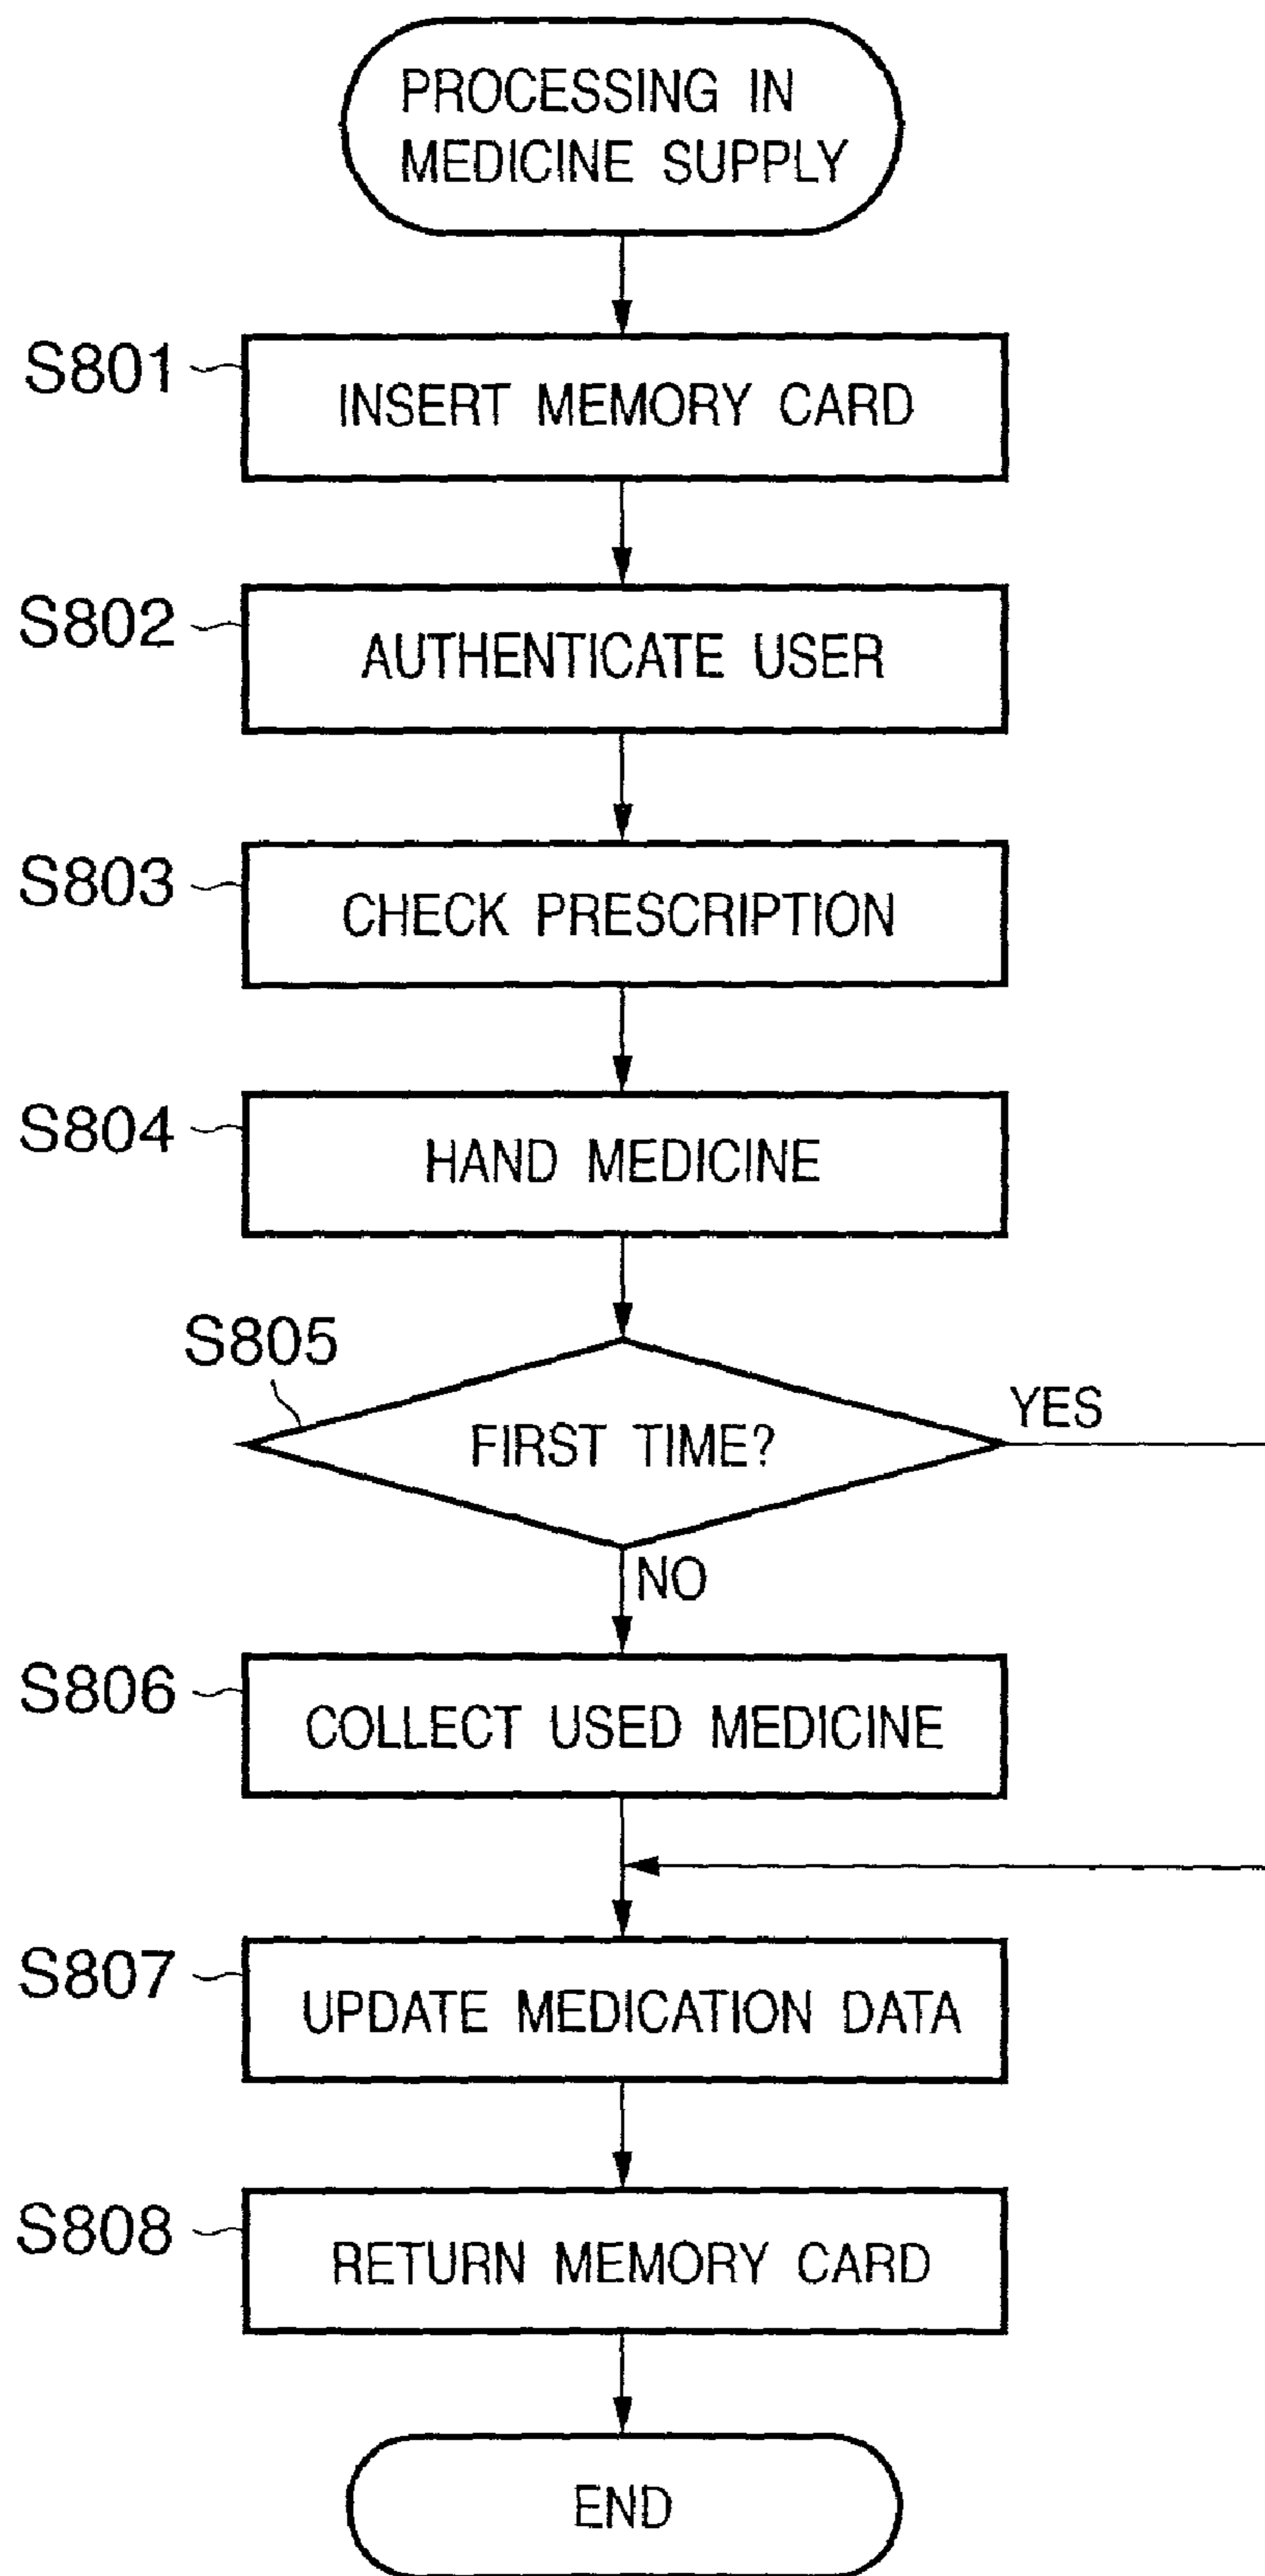 PROCESSING IN
MEDICINE SUPPLY
S801
INSERT MEMORY CARD
S802
AUTHENTICATE USER
S803
CHECK PRESCRIPTION
S804
HAND MEDICINE
S805
FIRST TIME?
YES
NO
S806
COLLECT USED MEDICINE
S807
UPDATE MEDICATION DATA
S808
RETURN MEMORY CARD
END